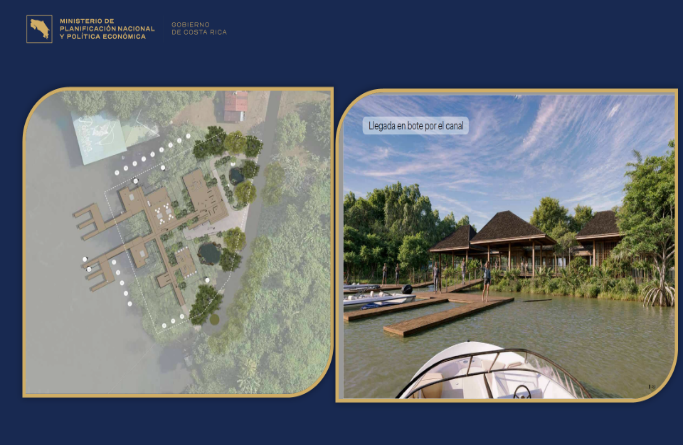 MINISTERIO DE
PLANIFICACIÓN NACIONAL
Y POLÍTICA ECONÓMICA
GOBIERNO
DE COSTA RICA
Llegada en bote por el canal